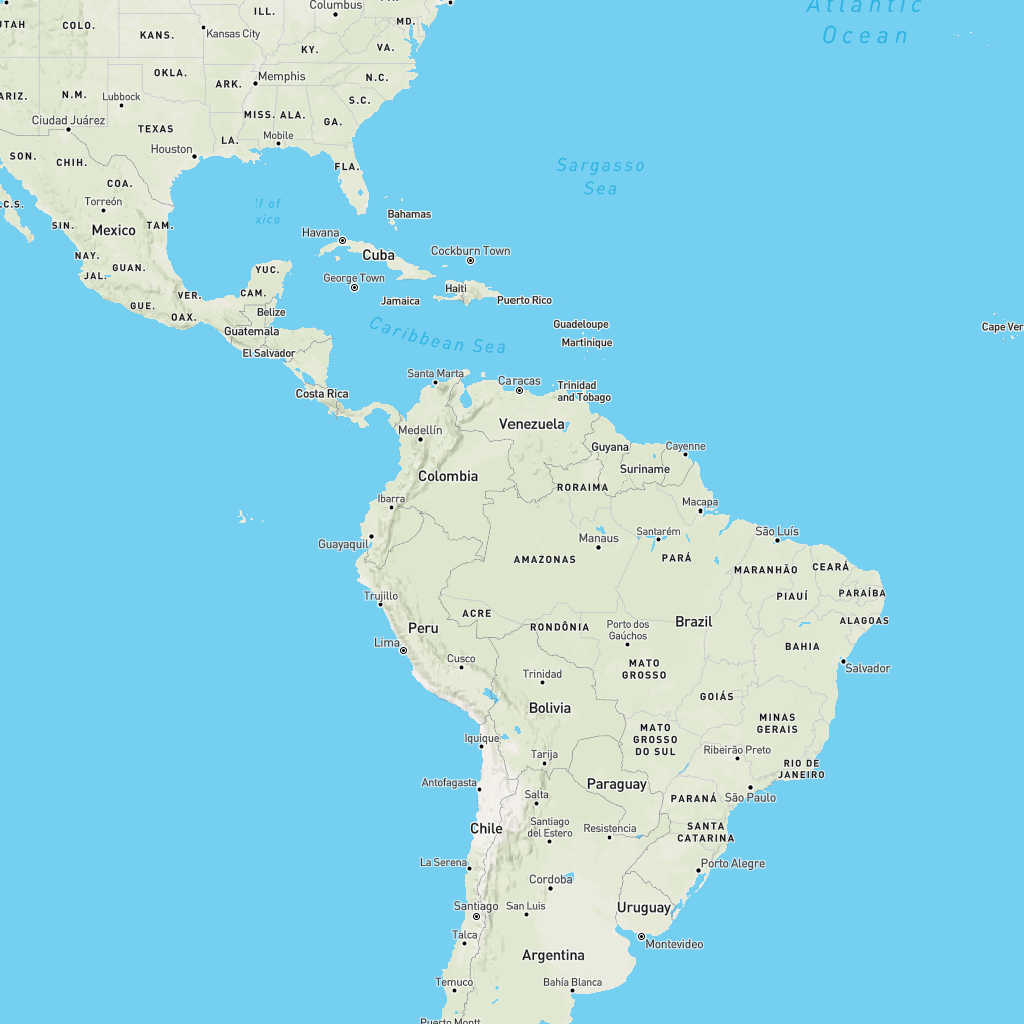 Atlantic
Ocean
Columbus
ILL.
MD.
UTAH
COLO.
KANS.
Kansas City
KY.
VA.
OKLA.
ARK.
Memphis
N.C.
ARIZ.
N.M.
Lubbock
S.C.
Ciudad Juárez
TEXAS
MISS.
ALA.
GA.
LA.
Mobile
Houston
SON.
CHIH.
FLA.
Sargasso
Sea
COA.
B.C.S.
Torreón
lf of
xico
Bahamas
SIN.
Mexico
TAM.
Havana
Cuba
Cockburn Town
NAY.
GUAN.
YUC.
JAL.
George Town
VER.
CAM.
Haiti
Jamaica
Puerto Rico
GUE.
OAX.
Belize
Caribbean Sea
Guadeloupe
Cape Ver
Guatemala
Martinique
El Salvador
Santa Marta
Caracas
Trinidad
and Tobago
Costa Rica
Venezuela
Medellín
Guyana
Cayenne
Suriname
Colombia
RORAIMA
Ibarra
Macapa
Guayaquil
Manaus
Santarém
São Luís
AMAZONAS
PARÁ
MARANHÃO
CEARÁ
Trujillo
PIAUÍ
PARAÍBA
ACRE
Peru
RONDÔNIA
Porto dos
Gaúchos
Brazil
ALAGOAS
Lima
BAHIA
Cusco
MATO
GROSSO
Salvador
Trinidad
Bolivia
GOIÁS
MINAS
GERAIS
Iquique
MATO
GROSSO
DO SUL
Ribeirão Preto
Tarija
RIO DE
JANEIRO
Antofagasta
Paraguay
Salta
PARANÁ
São Paulo
Chile
Santiago
del Estero
Resistencia
SANTA
CATARINA
La Serena
Porto Alegre
Cordoba
Santiago
San Luis
Uruguay
Talca
Montevideo
Argentina
Temuco
Bahía Blanca
Puerto Montt